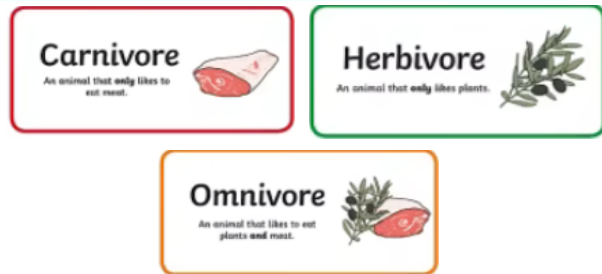 Carnivore
An animal that only likes to
eat meat.
Herbivore
An animal that only likes plants.
Omnivore
An animal that likes to eat
plants and meat.